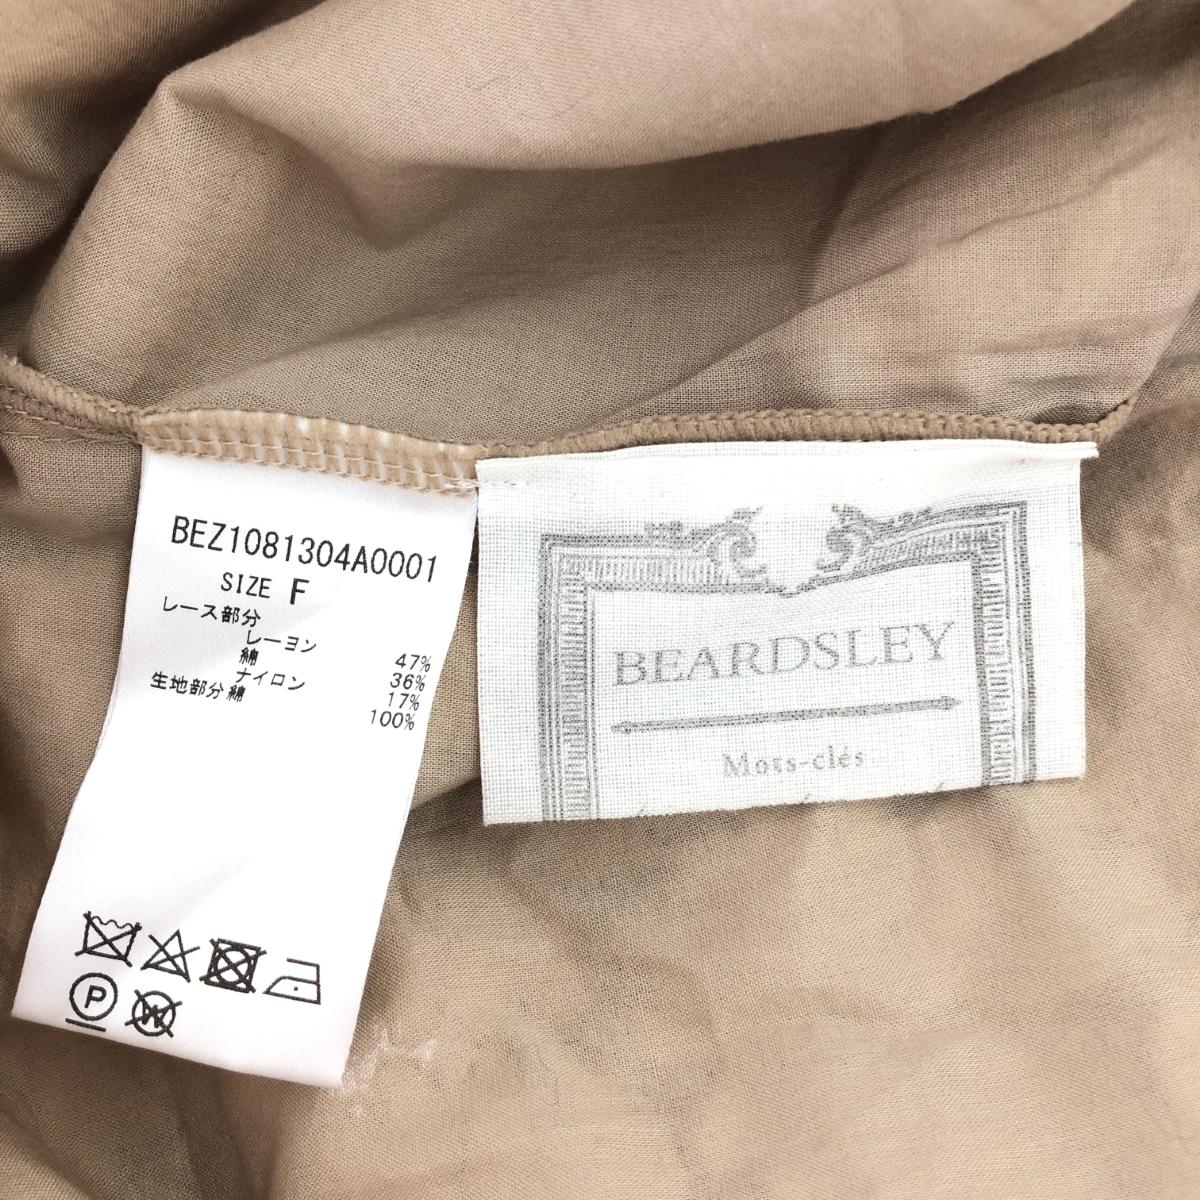 BEZ1081304A0001
SIZE F
レース部分
レーヨン 47%
綿 36%
ナイロン 17%
生地部分綿 100%
P
W
BEARDSLEY
Mots-clés